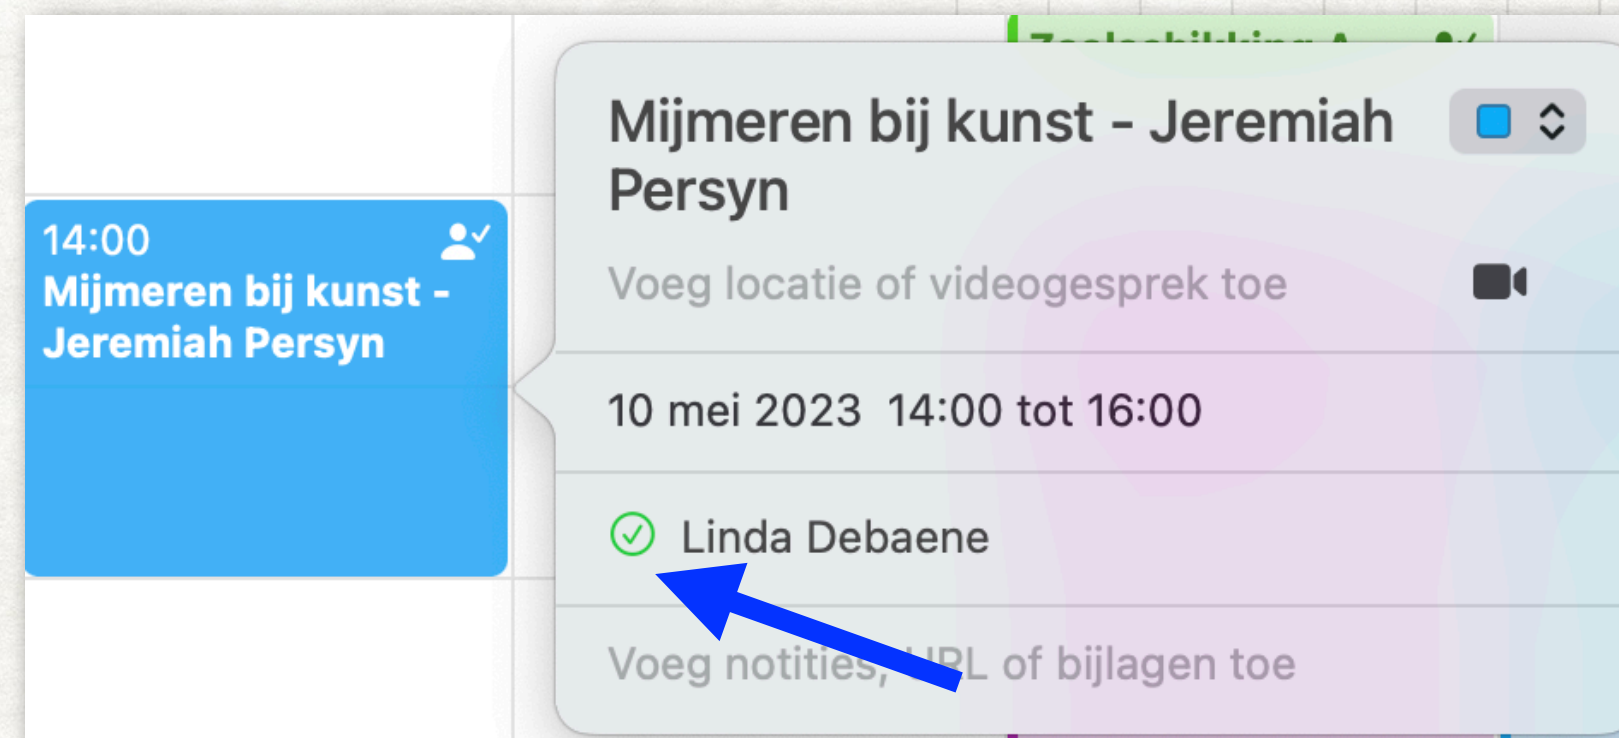 14:00
Mijmeren bij kunst -
Jeremiah Persyn
Mijmeren bij kunst - Jeremiah
Persyn
Voeg locatie of videogesprek toe
10 mei 2023 14:00 tot 16:00
Linda Debaene
Voeg notities, URL of bijlagen toe